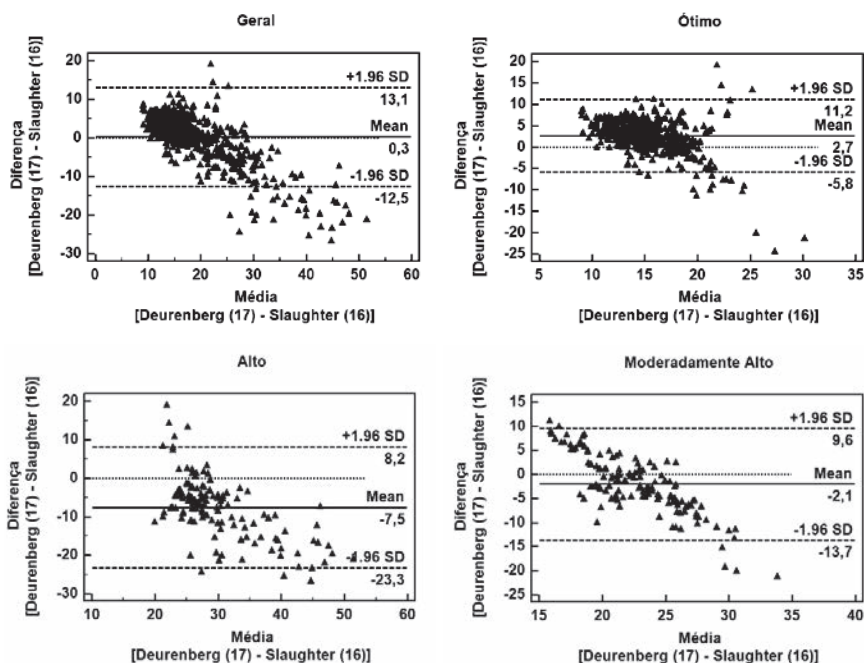 Geral
Diferença
[Deurenberg (17) - Slaughter (16)]
20
10
0
-10
-20
-30
+1.96 SD
13,1
Mean
0,3
-1.96 SD
-12,5
0
10
20
30
40
50
60
Média
[Deurenberg (17) - Slaughter (16)]
Ótimo
Diferença
[Deurenberg (17) - Slaughter (16)]
20
15
10
5
0
-5
-10
-15
-20
-25
+1.96 SD
11,2
Mean
2,7
-1.96 SD
-5,8
5
10
15
20
25
30
35
Média
[Deurenberg (17) - Slaughter (16)]
Alto
Diferença
[Deurenberg (17) - Slaughter (16)]
20
10
0
-10
-20
-30
+1.96 SD
8,2
Mean
-7,5
-1.96 SD
-23,3
10
20
30
40
50
60
Média
[Deurenberg (17) - Slaughter (16)]
Moderadamente Alto
Diferença
[Deurenberg (17) - Slaughter (16)]
15
10
5
0
-5
-10
-15
-20
-25
+1.96 SD
9,6
Mean
-2,1
-1.96 SD
-13,7
15
20
25
30
35
40
Média
[Deurenberg (17) - Slaughter (16)]